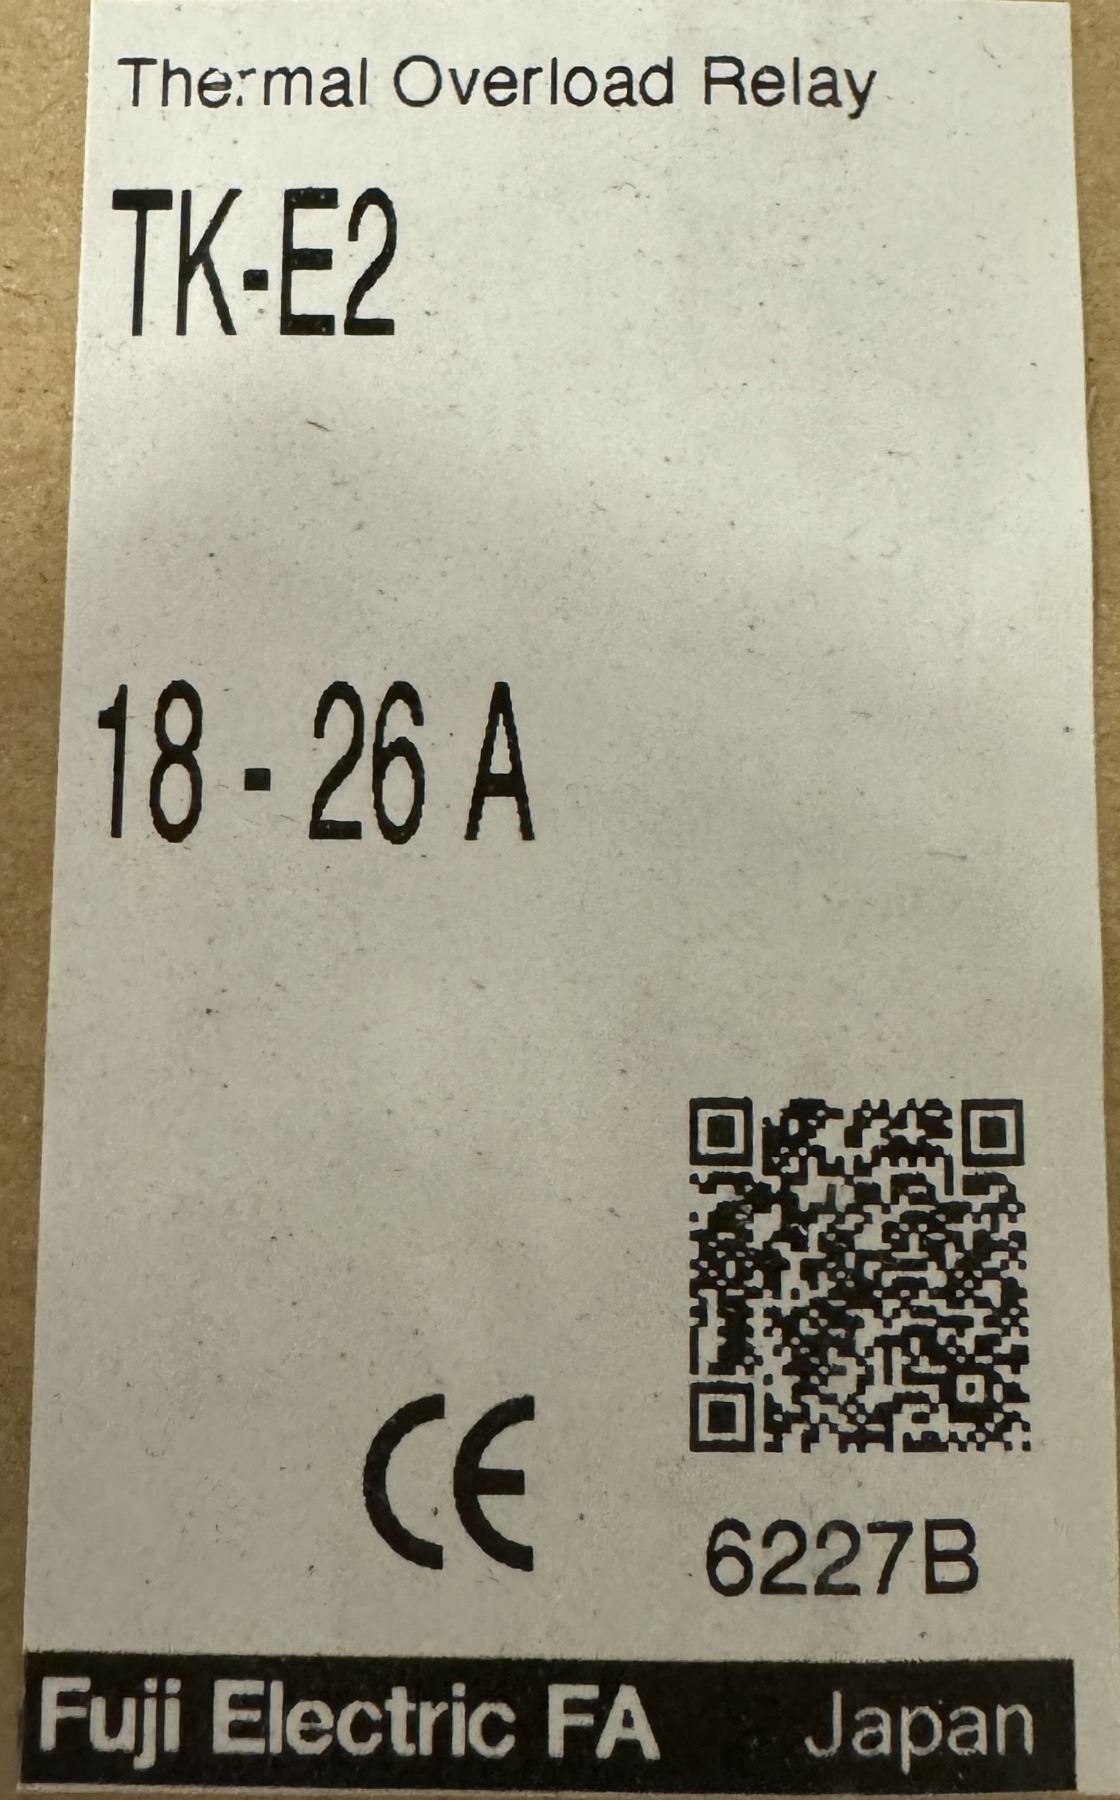 Thermal Overload Relay
TK-E2
18 - 26 A
CE
6227B
Fuji Electric FA Japan